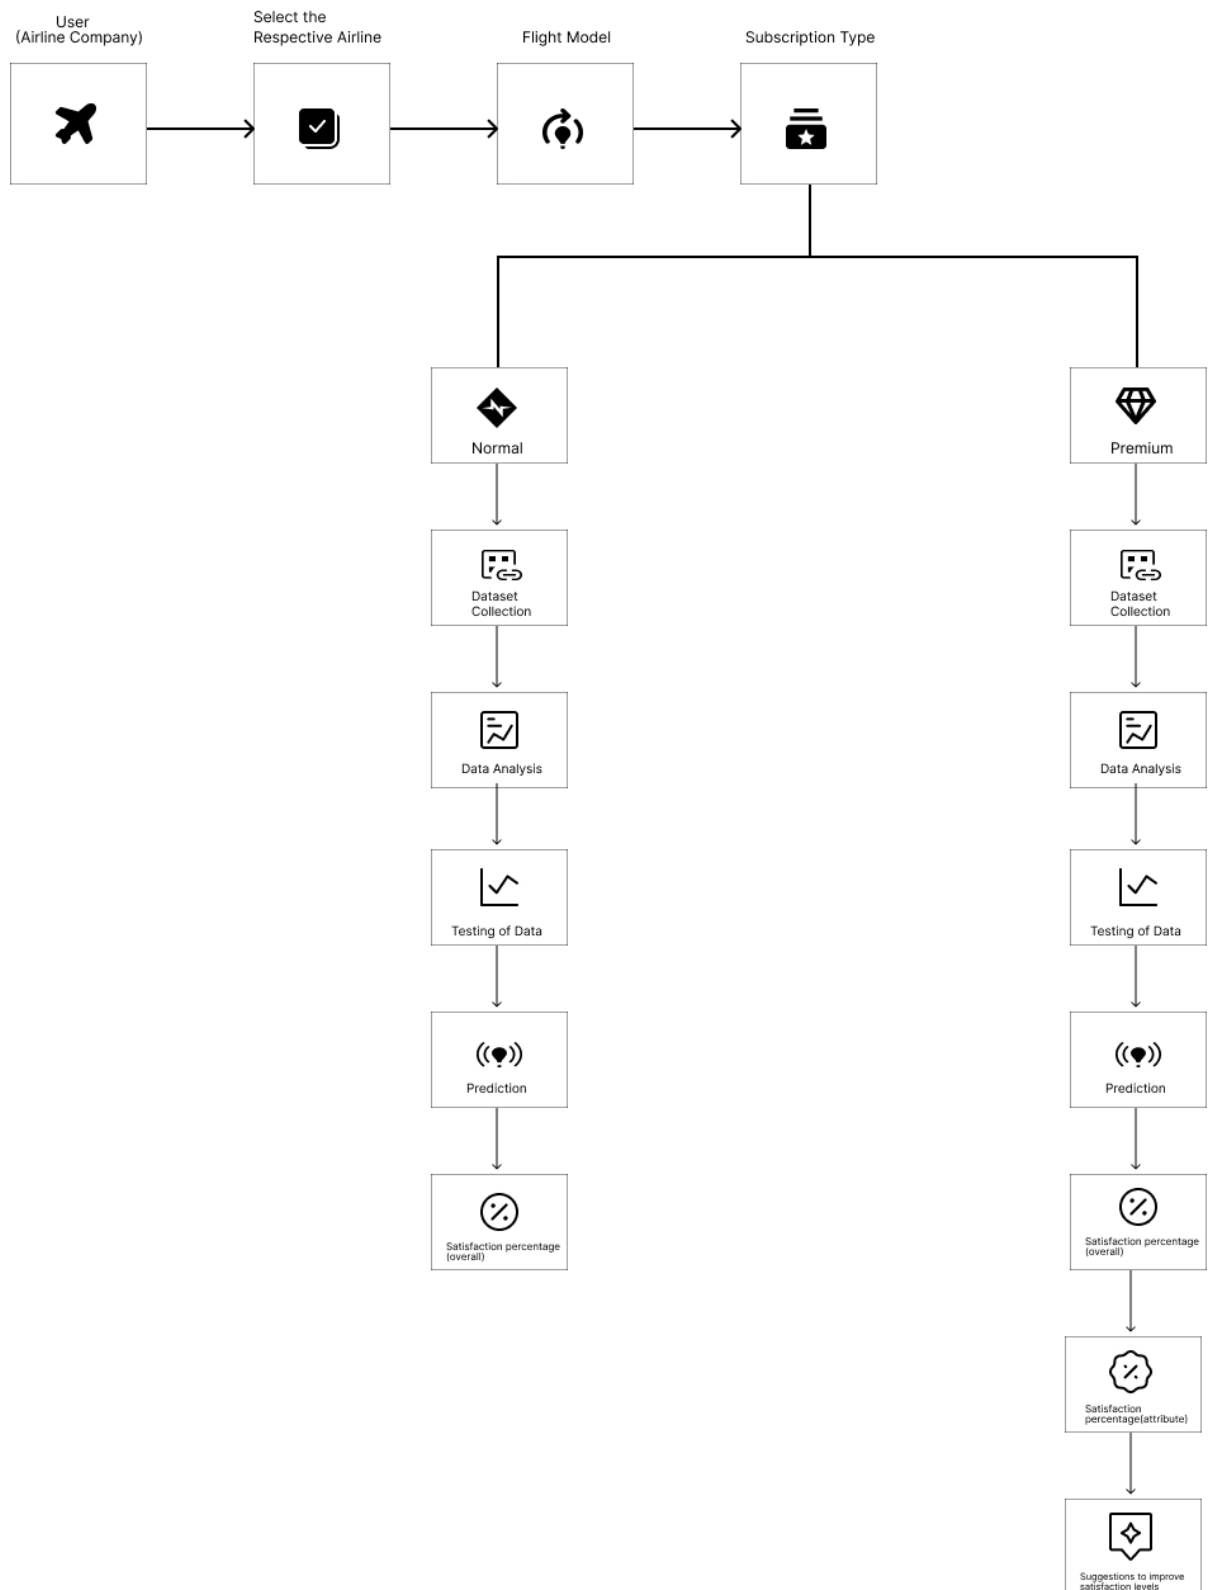 User
(Airline Company)
Select the
Respective Airline
Flight Model
Subscription Type
Normal
Premium
Dataset
Collection
Dataset
Collection
Data Analysis
Data Analysis
Testing of Data
Testing of Data
Prediction
Prediction
Satisfaction percentage
(overall)
Satisfaction percentage
(overall)
Satisfaction
percentage(attribute)
Suggestions to improve
satisfaction levels